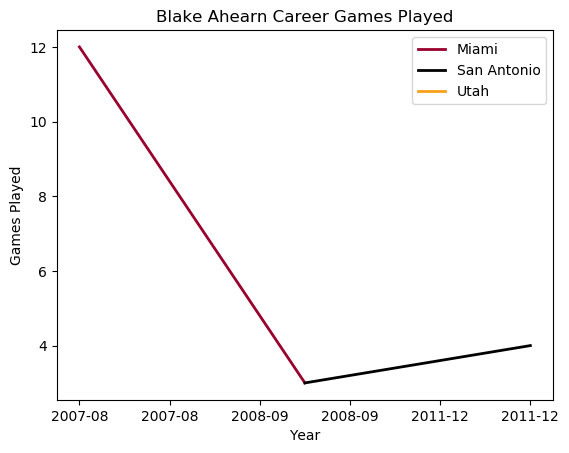 Blake Ahearn Career Games Played
Miami
San Antonio
Utah
12
10
8
6
4
Games Played
2007-08 2007-08 2008-09 2008-09 2011-12 2011-12
Year